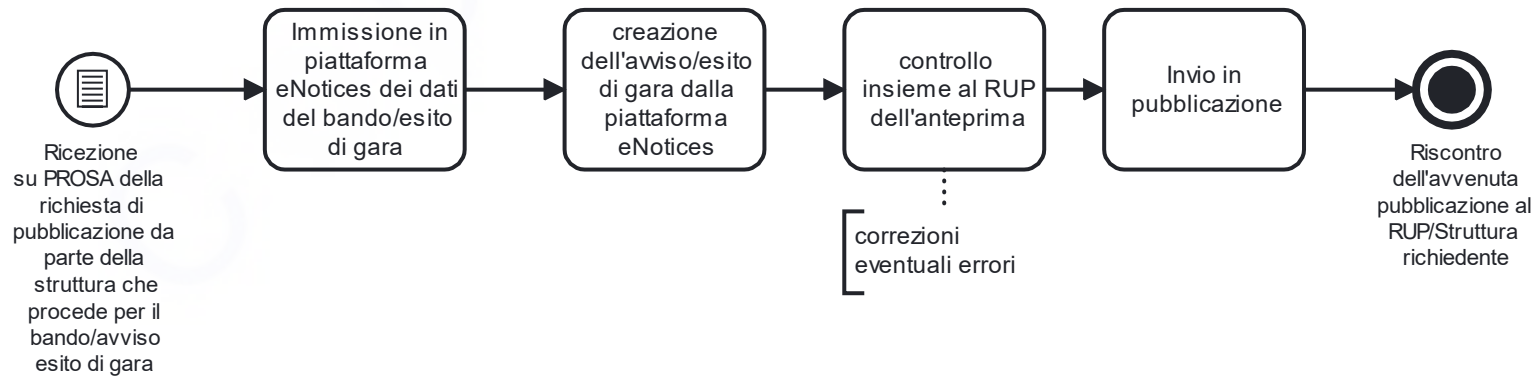 Ricezione
su PROSA della
richiesta di
pubblicazione da
parte della
struttura che
procede per il
bando/avviso
esito di gara
Immissione in
piattaforma
eNotices dei dati
del bando/esito
di gara
creazione
dell'avviso/esito
di gara dalla
piattaforma
eNotices
controllo
insieme al RUP
dell'anteprima
correzioni
eventuali errori
Invio in
pubblicazione
Riscontro
dell'avvenuta
pubblicazione al
RUP/Struttura
richiedente